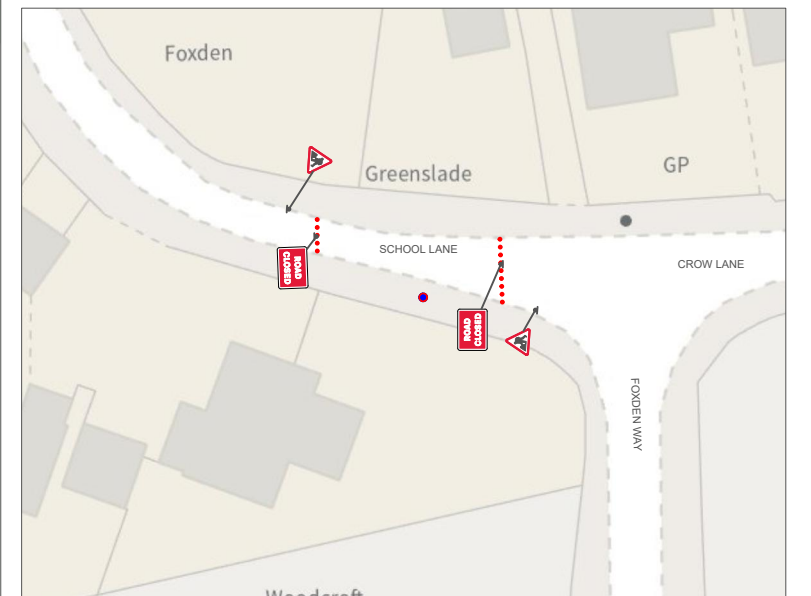 Foxden
Greenslade
GP
SCHOOL LANE
CROW LANE
ROAD
CLOSED
ROAD
CLOSED
FOXDEN WAY